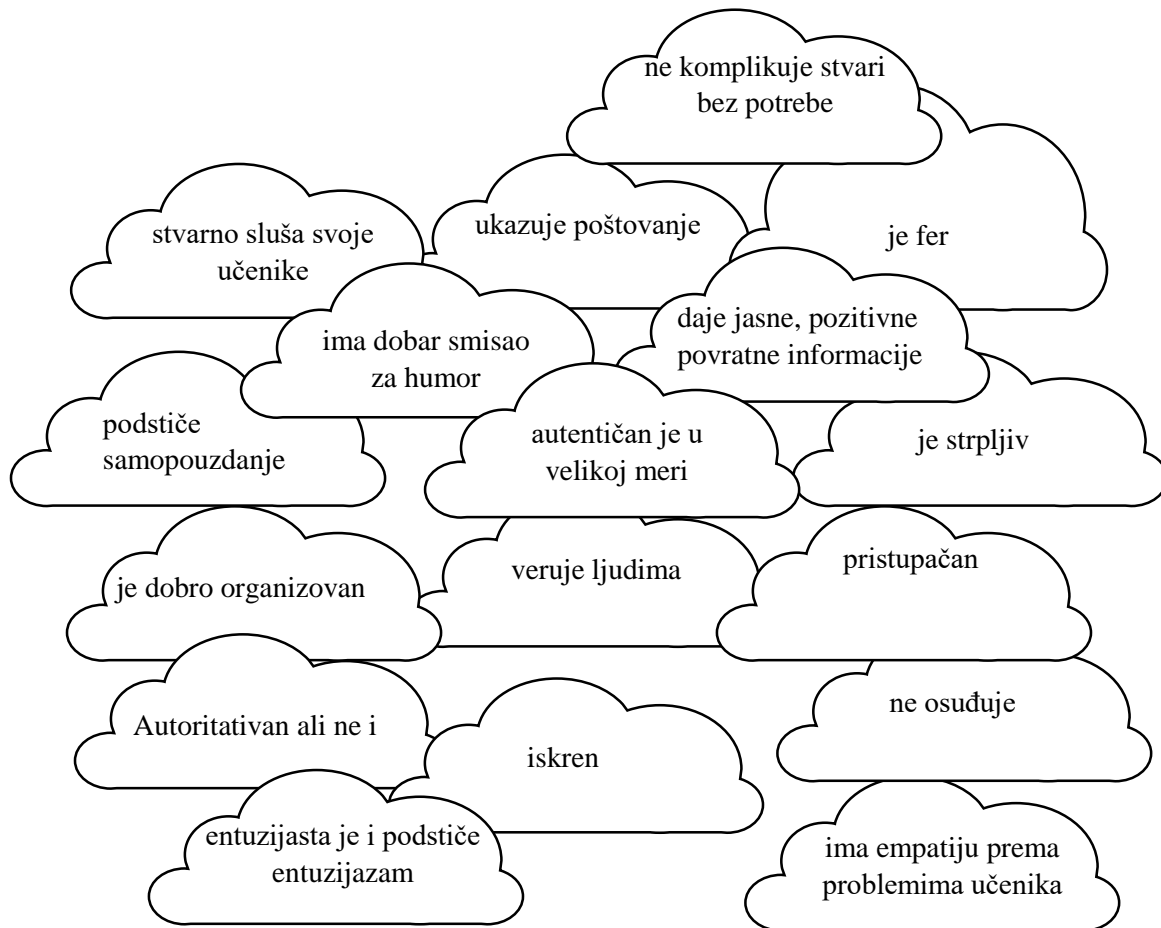 ne komplikuje stvari
bez potrebe
stvarno sluša svoje
učenike
ukazuje poštovanje
je fer
ima dobar smisao
za humor
daje jasne, pozitivne
povratne informacije
podstiče
samopouzdanje
autentičan je u
velikoj meri
je strpljiv
je dobro organizovan
veruje ljudima
pristupačan
Autoritativan ali ne i
iskren
ne osuđuje
entuzijasta je i podstiče
entuzijazam
ima empatiju prema
problemima učenika